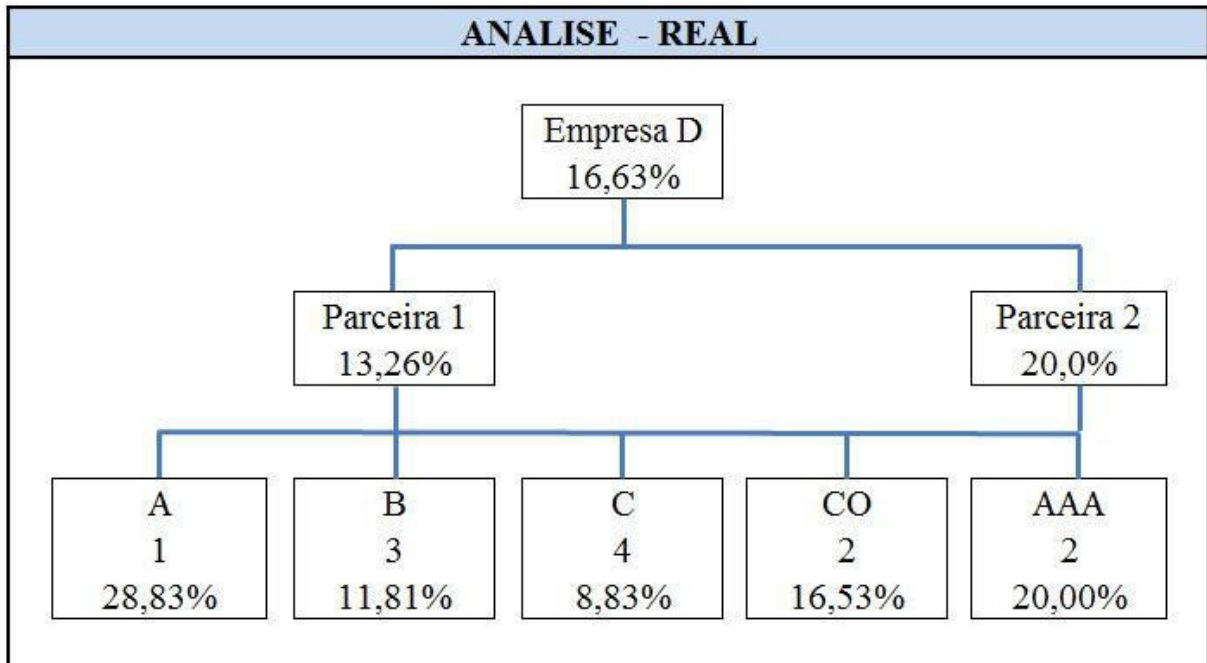 ANALISE - REAL
Empresa D
16,63%
Parceira 1
13,26%
Parceira 2
20,0%
A
1
28,83%
B
3
11,81%
C
4
8,83%
CO
2
16,53%
AAA
2
20,00%